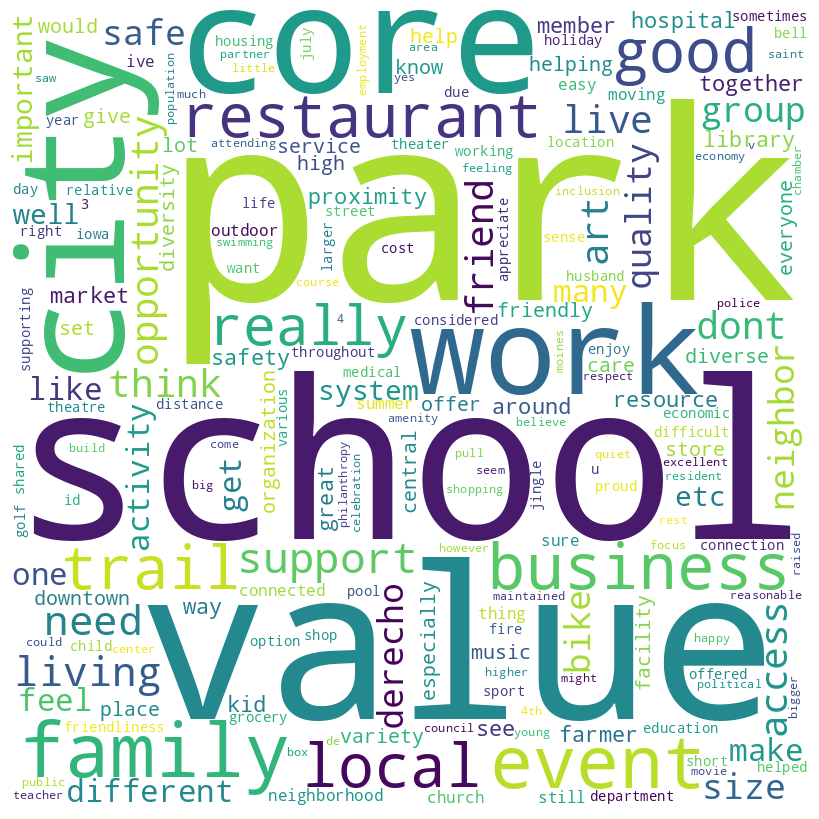 important
would
safe
ive
housing
partner
little
july
core
help
know
employment
area
yes
member
holiday
hospital
helping
easy
moving
sometimes
bell
saint
good
together
group
library
city
population
saw
year
give
much
lot
attending
service
high
restaurant
due
theater
working
feeling
live
location
economy
v
chamber
park
day
3
relative
well
right
iowa
opportunity
diversity
life
outdoor
swimming
want
street
larger
proximity
cost
course
friend
appreciate
inclusion
sense
art
quality
husband
many
everyone
market
set
supporting
really
safety
throughout
4
considered
friendly
work
moines
enjoy
care
respect
police
dont
diverse
like
theatre
think
distance
organization
various
medical
system
summer
offer
amenity
around
believe
resource
economic
difficult
store
excellent
resident
neighbor
school
golf shared
build
id
activity
come
big
get
great
philanthropy
celebration
central
pull
seem
shopping
jingle
quiet
u
proud
etc
rest
one
trail
support
however
sure
business
focus
connection
raised
downtown
need
way
connected
pool
derecho
especially
maintained
thing
fire
bike
facility
happy
reasonable
access
could
child
center
option
shop
value
music
higher
sport
might
offered
political
bigger
living
feel
place
kid
grocery
friendliness
family
box
de
variety
council
see
young
4th
farmer
education
make
public
teacher
different
neighborhood
local
church
event
still
department
short
movie
helped
size